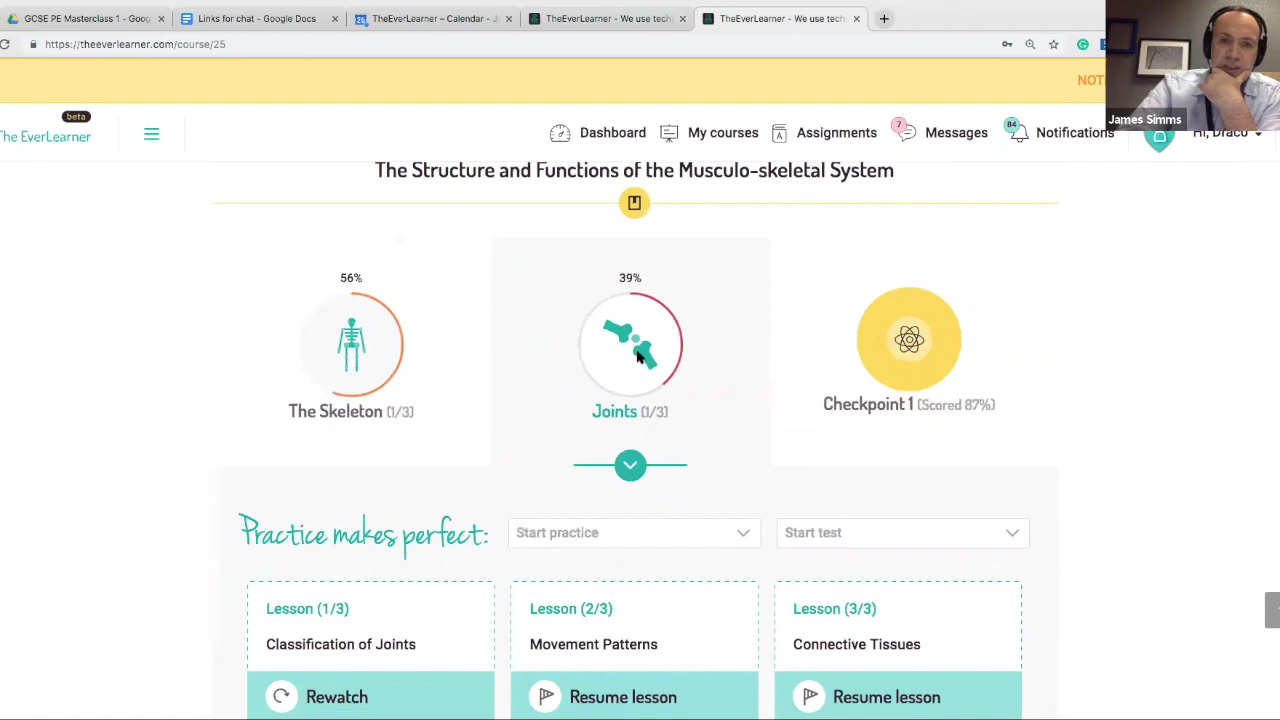 GCSE PE Masterclass 1 - Goog
Links for chat - Google Docs
TheEverLearner - Calendar - J
TheEverLearner - We use tech
TheEverLearner - We use tech
https://theeverlearner.com/course/25
NOT
beta
The EverLearner
Dashboard
My courses
Assignments
7
Messages
84
Notifications
Hi, Draco
James Simms
The Structure and Functions of the Musculo-skeletal System
56%
39%
The Skeleton (1/3)
Joints (1/3)
Checkpoint 1 (Scored 87%)
Practice makes perfect:
Start practice
Start test
Lesson (1/3)
Lesson (2/3)
Lesson (3/3)
Classification of Joints
Movement Patterns
Connective Tissues
Rewatch
Resume lesson
Resume lesson